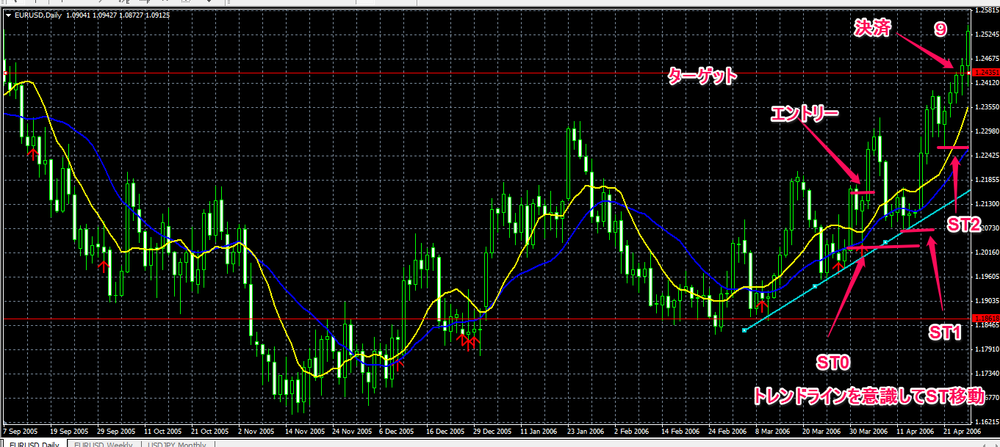 EURUSD,Daily 1.09041 1.09427 1.08727 1.09125
1.25815
決済
9
1.25245
1.24675
ターゲット
1.24351
1.24120
エントリー
1.23550
1.22980
1.22425
1.21855
1.21300
ST2
1.20730
1.20160
1.19605
1.19035
1.18465
ST1
1.17910
ST0
1.17340
トレンドラインを意識してST移動
6770
1.16215
7 Sep 2005 19 Sep 2005 29 Sep 2005 11 Oct 2005 21 Oct 2005 2 Nov 2005 14 Nov 2005 24 Nov 2005 6 Dec 2005 16 Dec 2005 29 Dec 2005 11 Jan 2006 23 Jan 2006 2 Feb 2006 14 Feb 2006 24 Feb 2006 8 Mar 2006 20 Mar 2006 30 Mar 2006 11 Apr 2006 21 Apr 2006
EURUSD,Daily EURUSD,Weekly USDJPY,Monthly